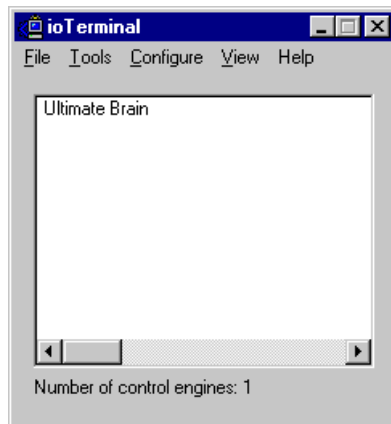 ioTerminal
File Tools Configure View Help
Ultimate Brain
Number of control engines: 1